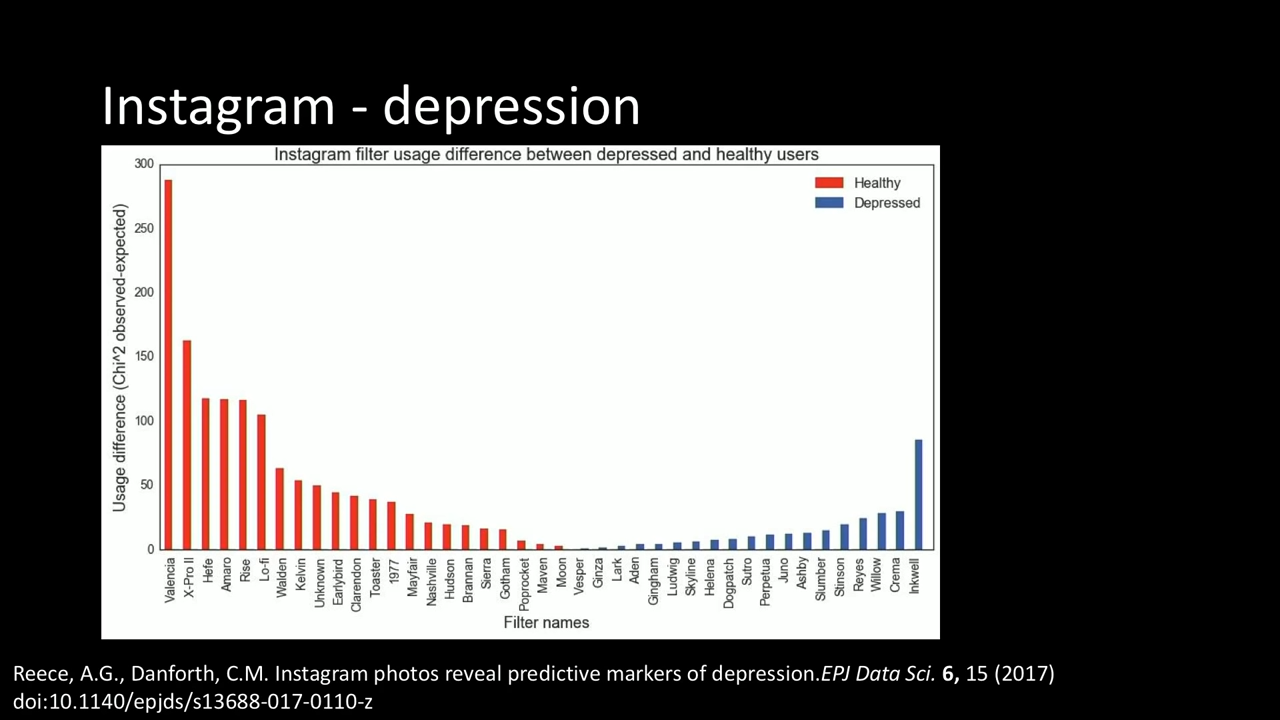 Instagram - depression
Instagram filter usage difference between depressed and healthy users
Healthy
Depressed
Usage difference (Chi^2 observed-expected)
300
250
200
150
100
50
0
Valencia
X-Pro II
Hefe
Amaro
Rise
Lo-fi
Walden
Kelvin
Unknown
Earlybird
Clarendon
Toaster
1977
Mayfair
Nashville
Hudson
Brannan
Sierra
Gotham
Poprocket
Maven
Moon
Vesper
Ginza
Lark
Aden
Gingham
Ludwig
Skyline
Helena
Dogpatch
Sutro
Perpetua
Juno
Ashby
Slumber
Stinson
Reyes
Willow
Crema
Inkwell
Filter names
Reece, A.G., Danforth, C.M. Instagram photos reveal predictive markers of depression.EPJ Data Sci. 6, 15 (2017)
doi:10.1140/epjds/s13688-017-0110-z